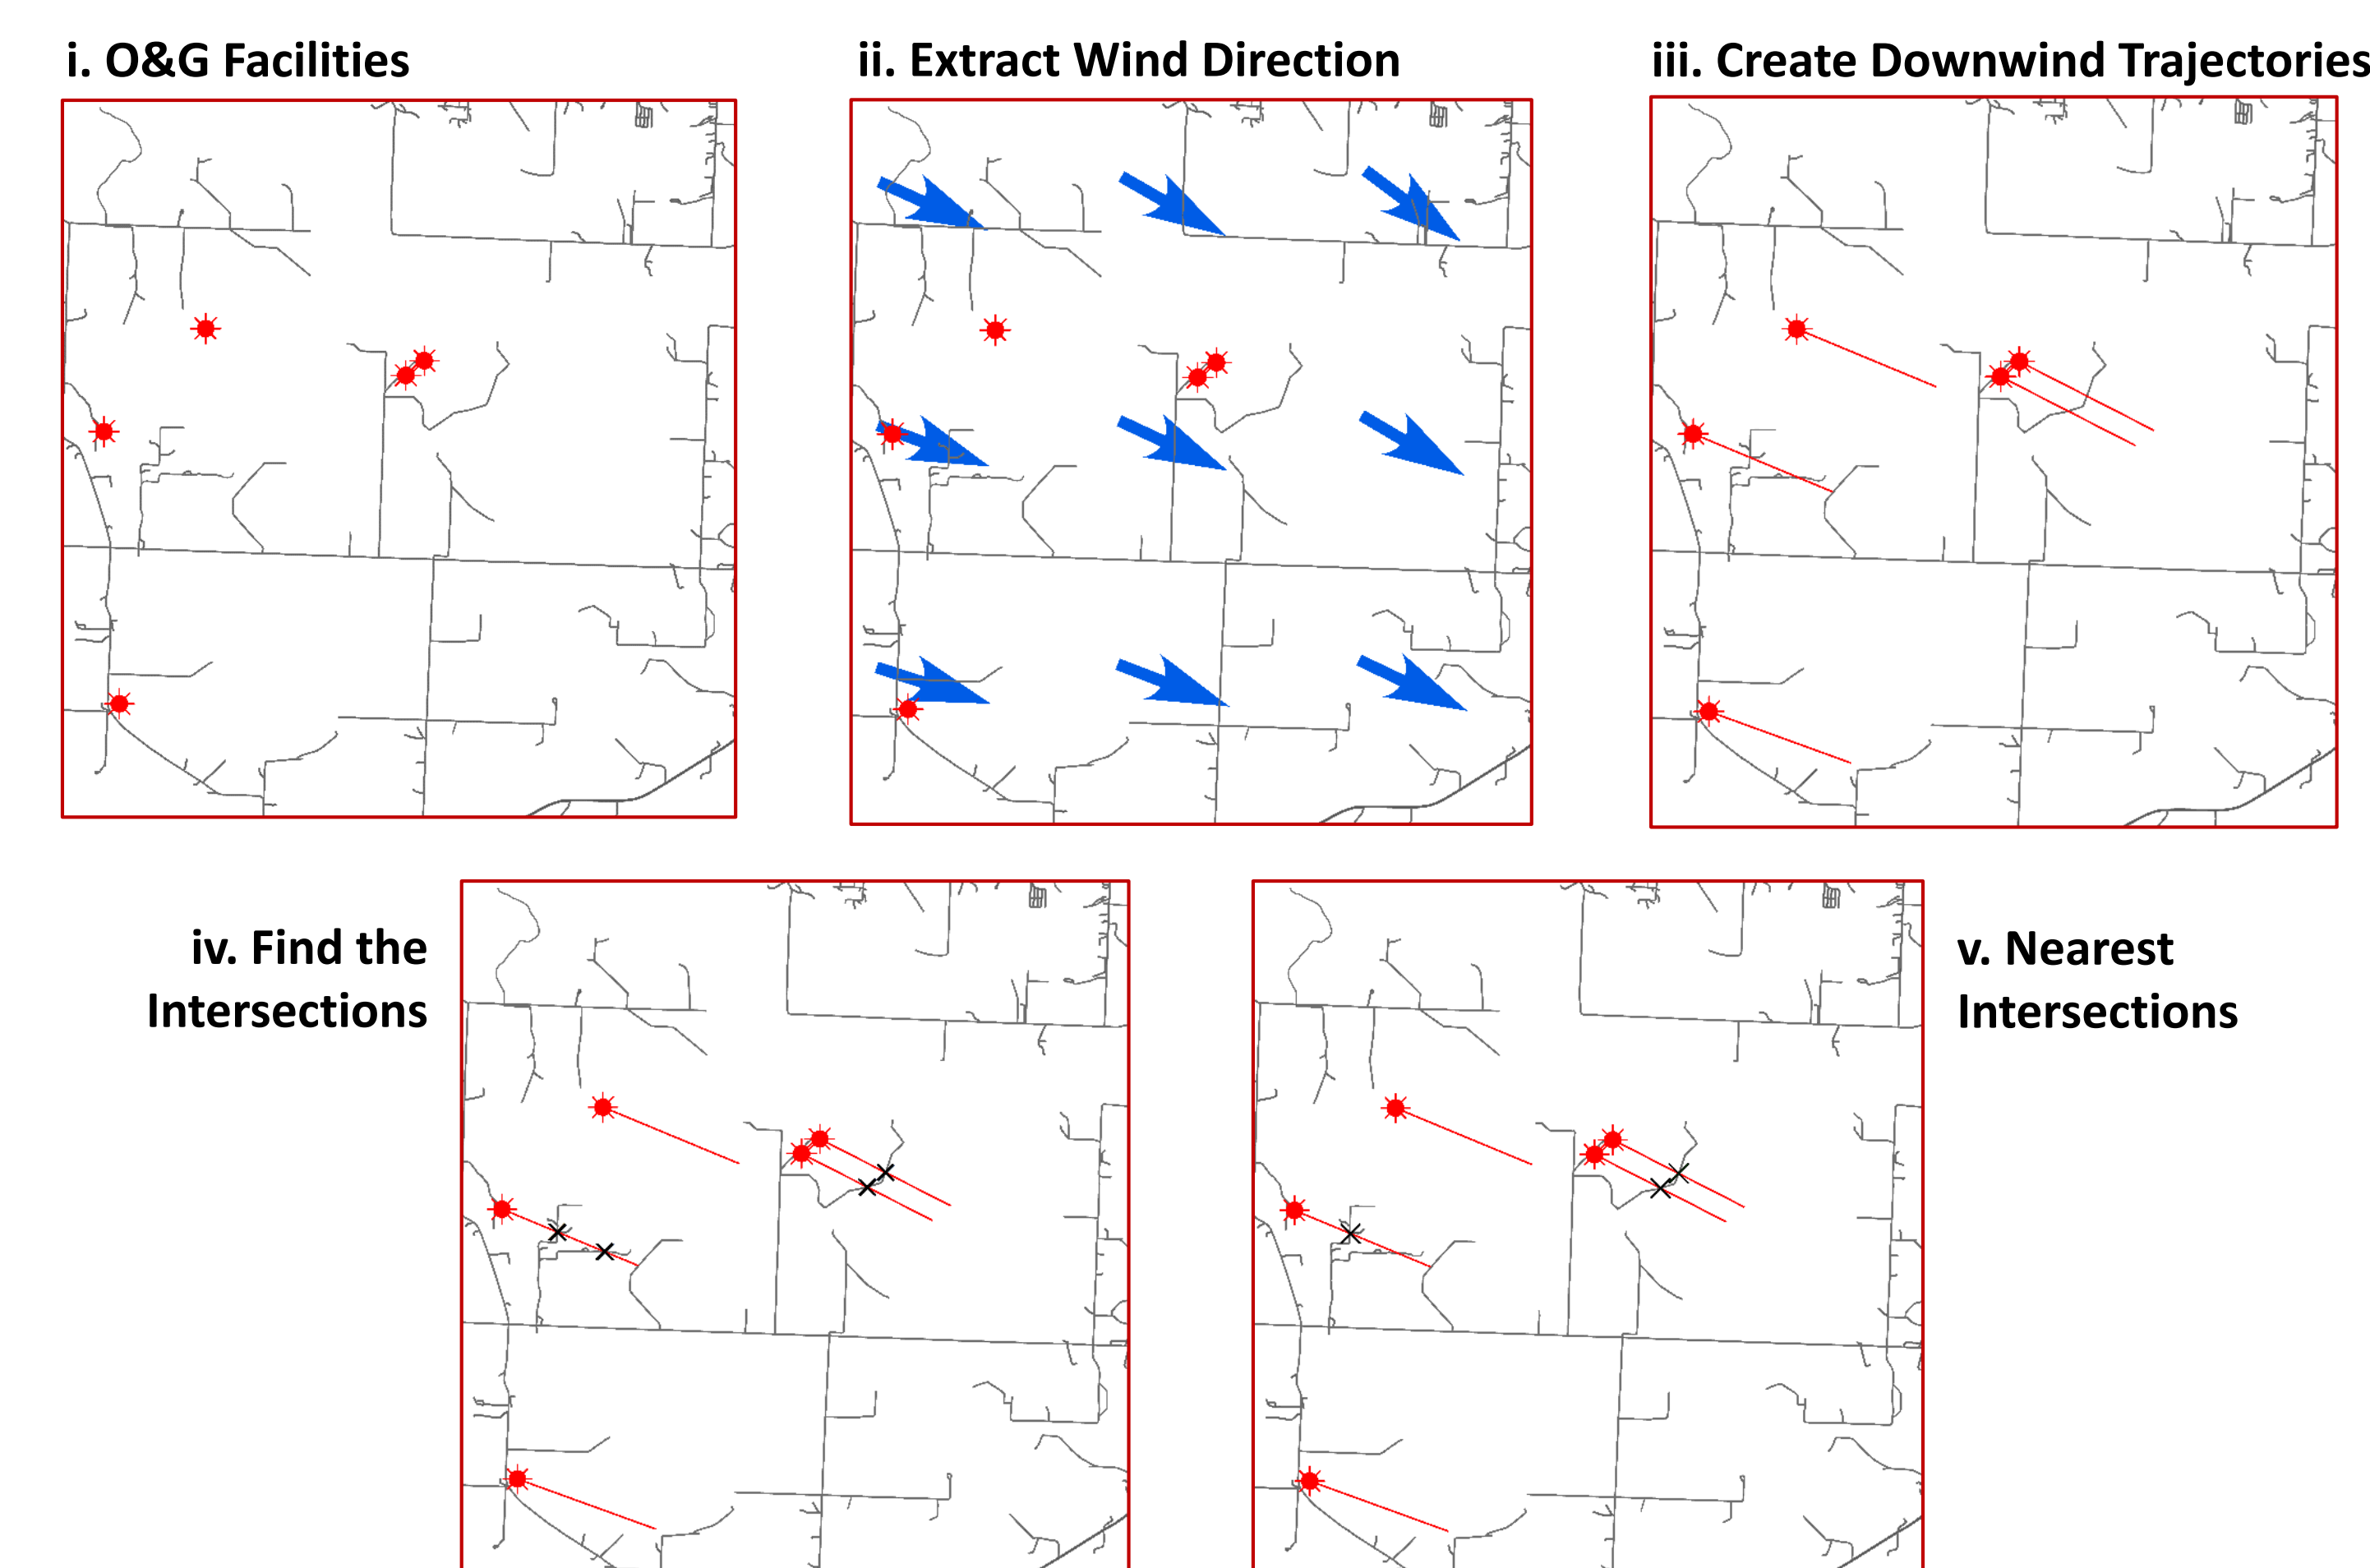 i. O&G Facilities
ii. Extract Wind Direction
iii. Create Downwind Trajectories
iv. Find the
Intersections
v. Nearest
Intersections